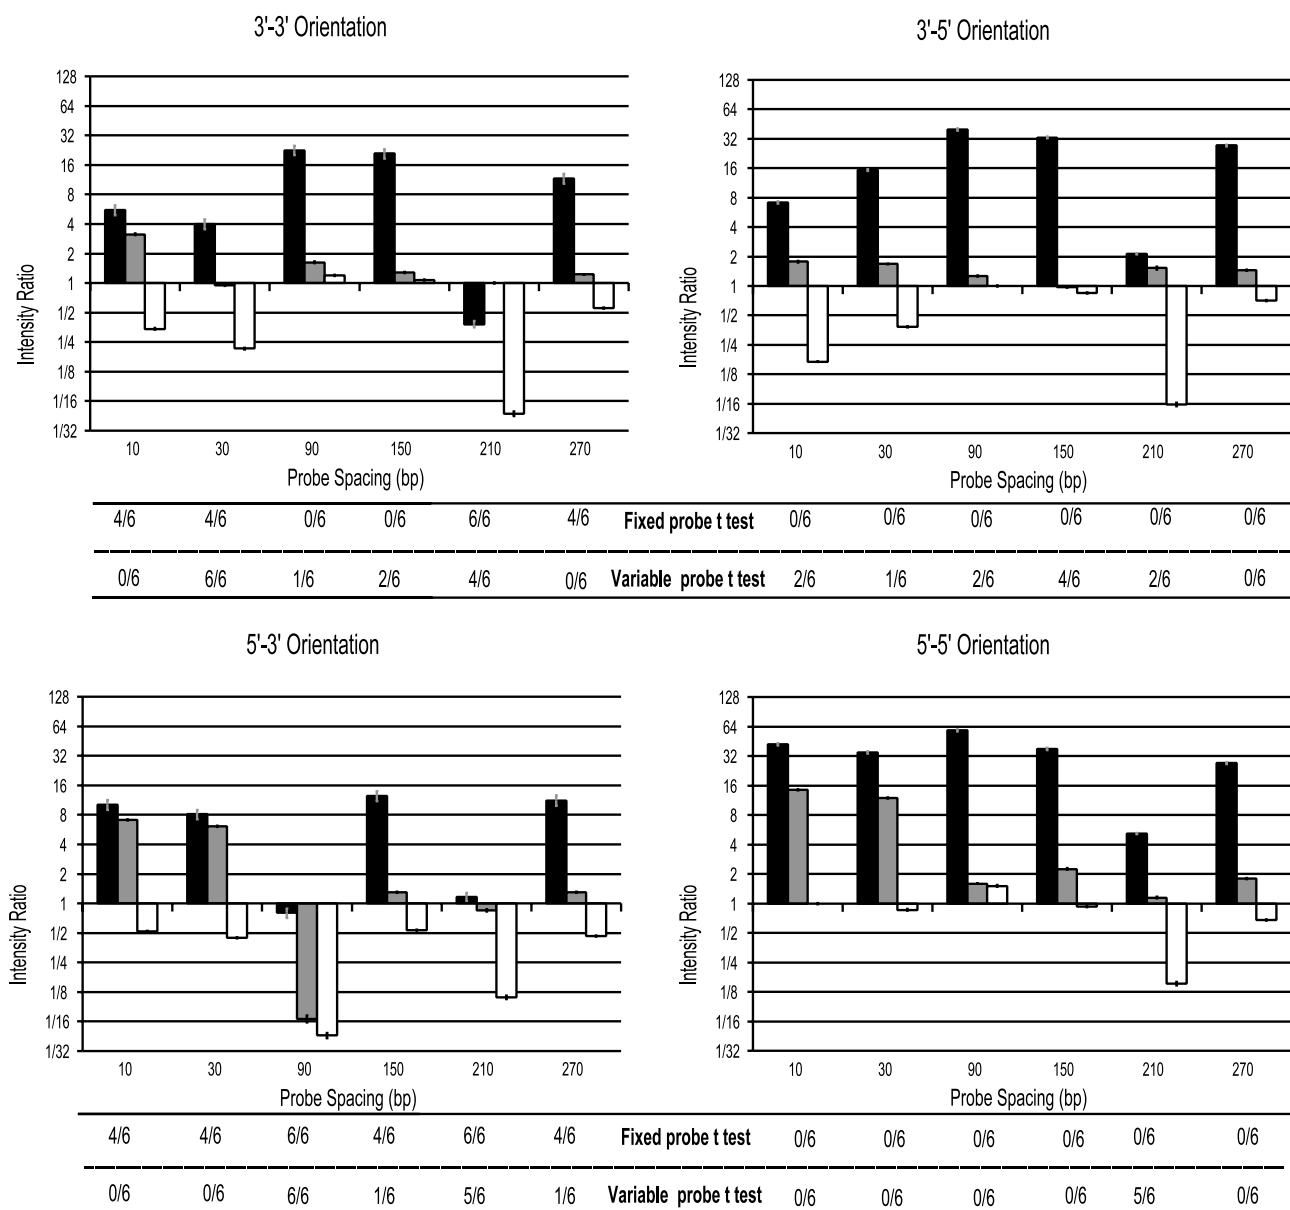 3'-3' Orientation
128
64
32
16
8
4
2
1
1/2
1/4
1/8
1/16
1/32
Intensity Ratio
10 30 90 150 210 270
Probe Spacing (bp)
3'-5' Orientation
128
64
32
16
8
4
2
1
1/2
1/4
1/8
1/16
1/32
Intensity Ratio
10 30 90 150 210 270
Probe Spacing (bp)
4/6 4/6 0/6 0/6 6/6 4/6 Fixed probe t test 0/6 0/6 0/6 0/6 0/6 0/6
0/6 6/6 1/6 2/6 4/6 0/6 Variable probe t test 2/6 1/6 2/6 4/6 2/6 0/6
5'-3' Orientation
128
64
32
16
8
4
2
1
1/2
1/4
1/8
1/16
1/32
Intensity Ratio
10 30 90 150 210 270
Probe Spacing (bp)
5'-5' Orientation
128
64
32
16
8
4
2
1
1/2
1/4
1/8
1/16
1/32
Intensity Ratio
10 30 90 150 210 270
Probe Spacing (bp)
4/6 4/6 6/6 4/6 6/6 4/6 Fixed probe t test 0/6 0/6 0/6 0/6 0/6 0/6
0/6 0/6 6/6 1/6 5/6 1/6 Variable probe t test 0/6 0/6 0/6 0/6 5/6 0/6